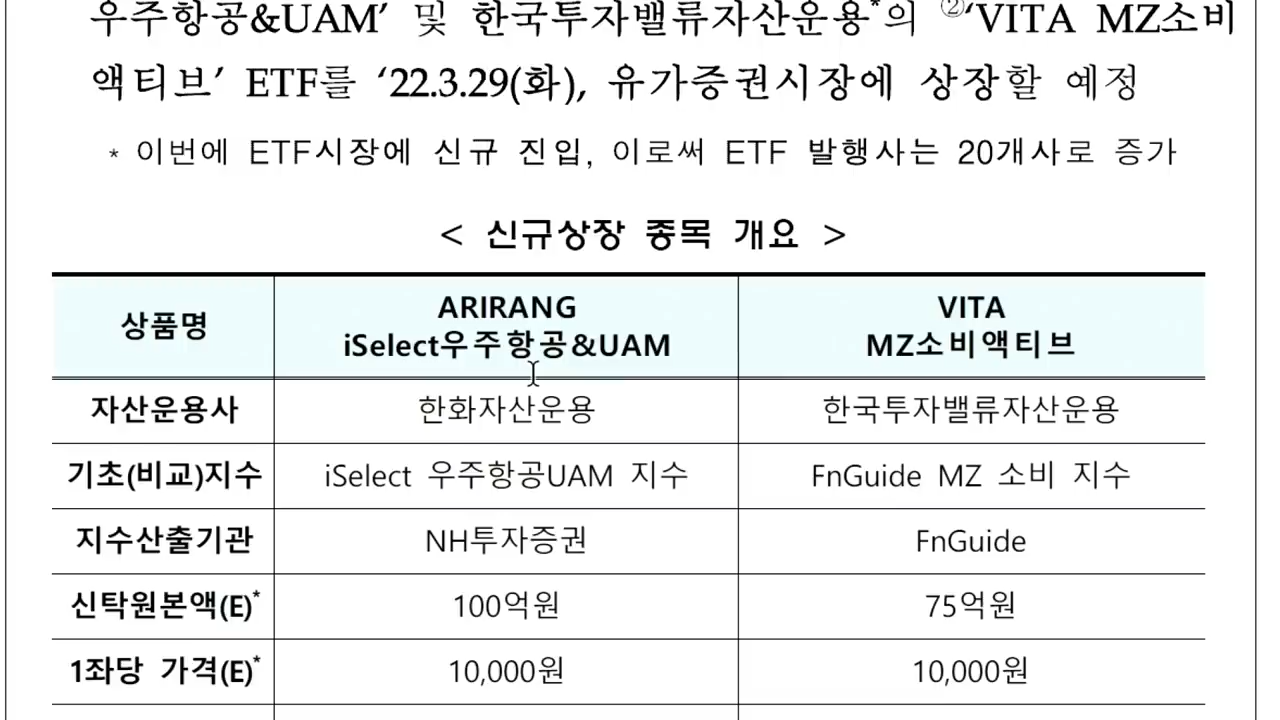 우주항공&UAM’ 및 한국투자밸류자산운용*의 ②‘VITA MZ소비
액티브’ ETF를 ‘22.3.29(화), 유가증권시장에 상장할 예정
* 이번에 ETF시장에 신규 진입, 이로써 ETF 발행사는 20개사로 증가
< 신규상장 종목 개요 >
상품명
ARIRANG
iSelect우주항공&UAM
VITA
MZ소비액티브
자산운용사 한화자산운용 한국투자밸류자산운용
기초(비교)지수 iSelect 우주항공UAM 지수 FnGuide MZ 소비 지수
지수산출기관 NH투자증권 FnGuide
신탁원본액(E)* 100억원 75억원
1좌당 가격(E)* 10,000원 10,000원